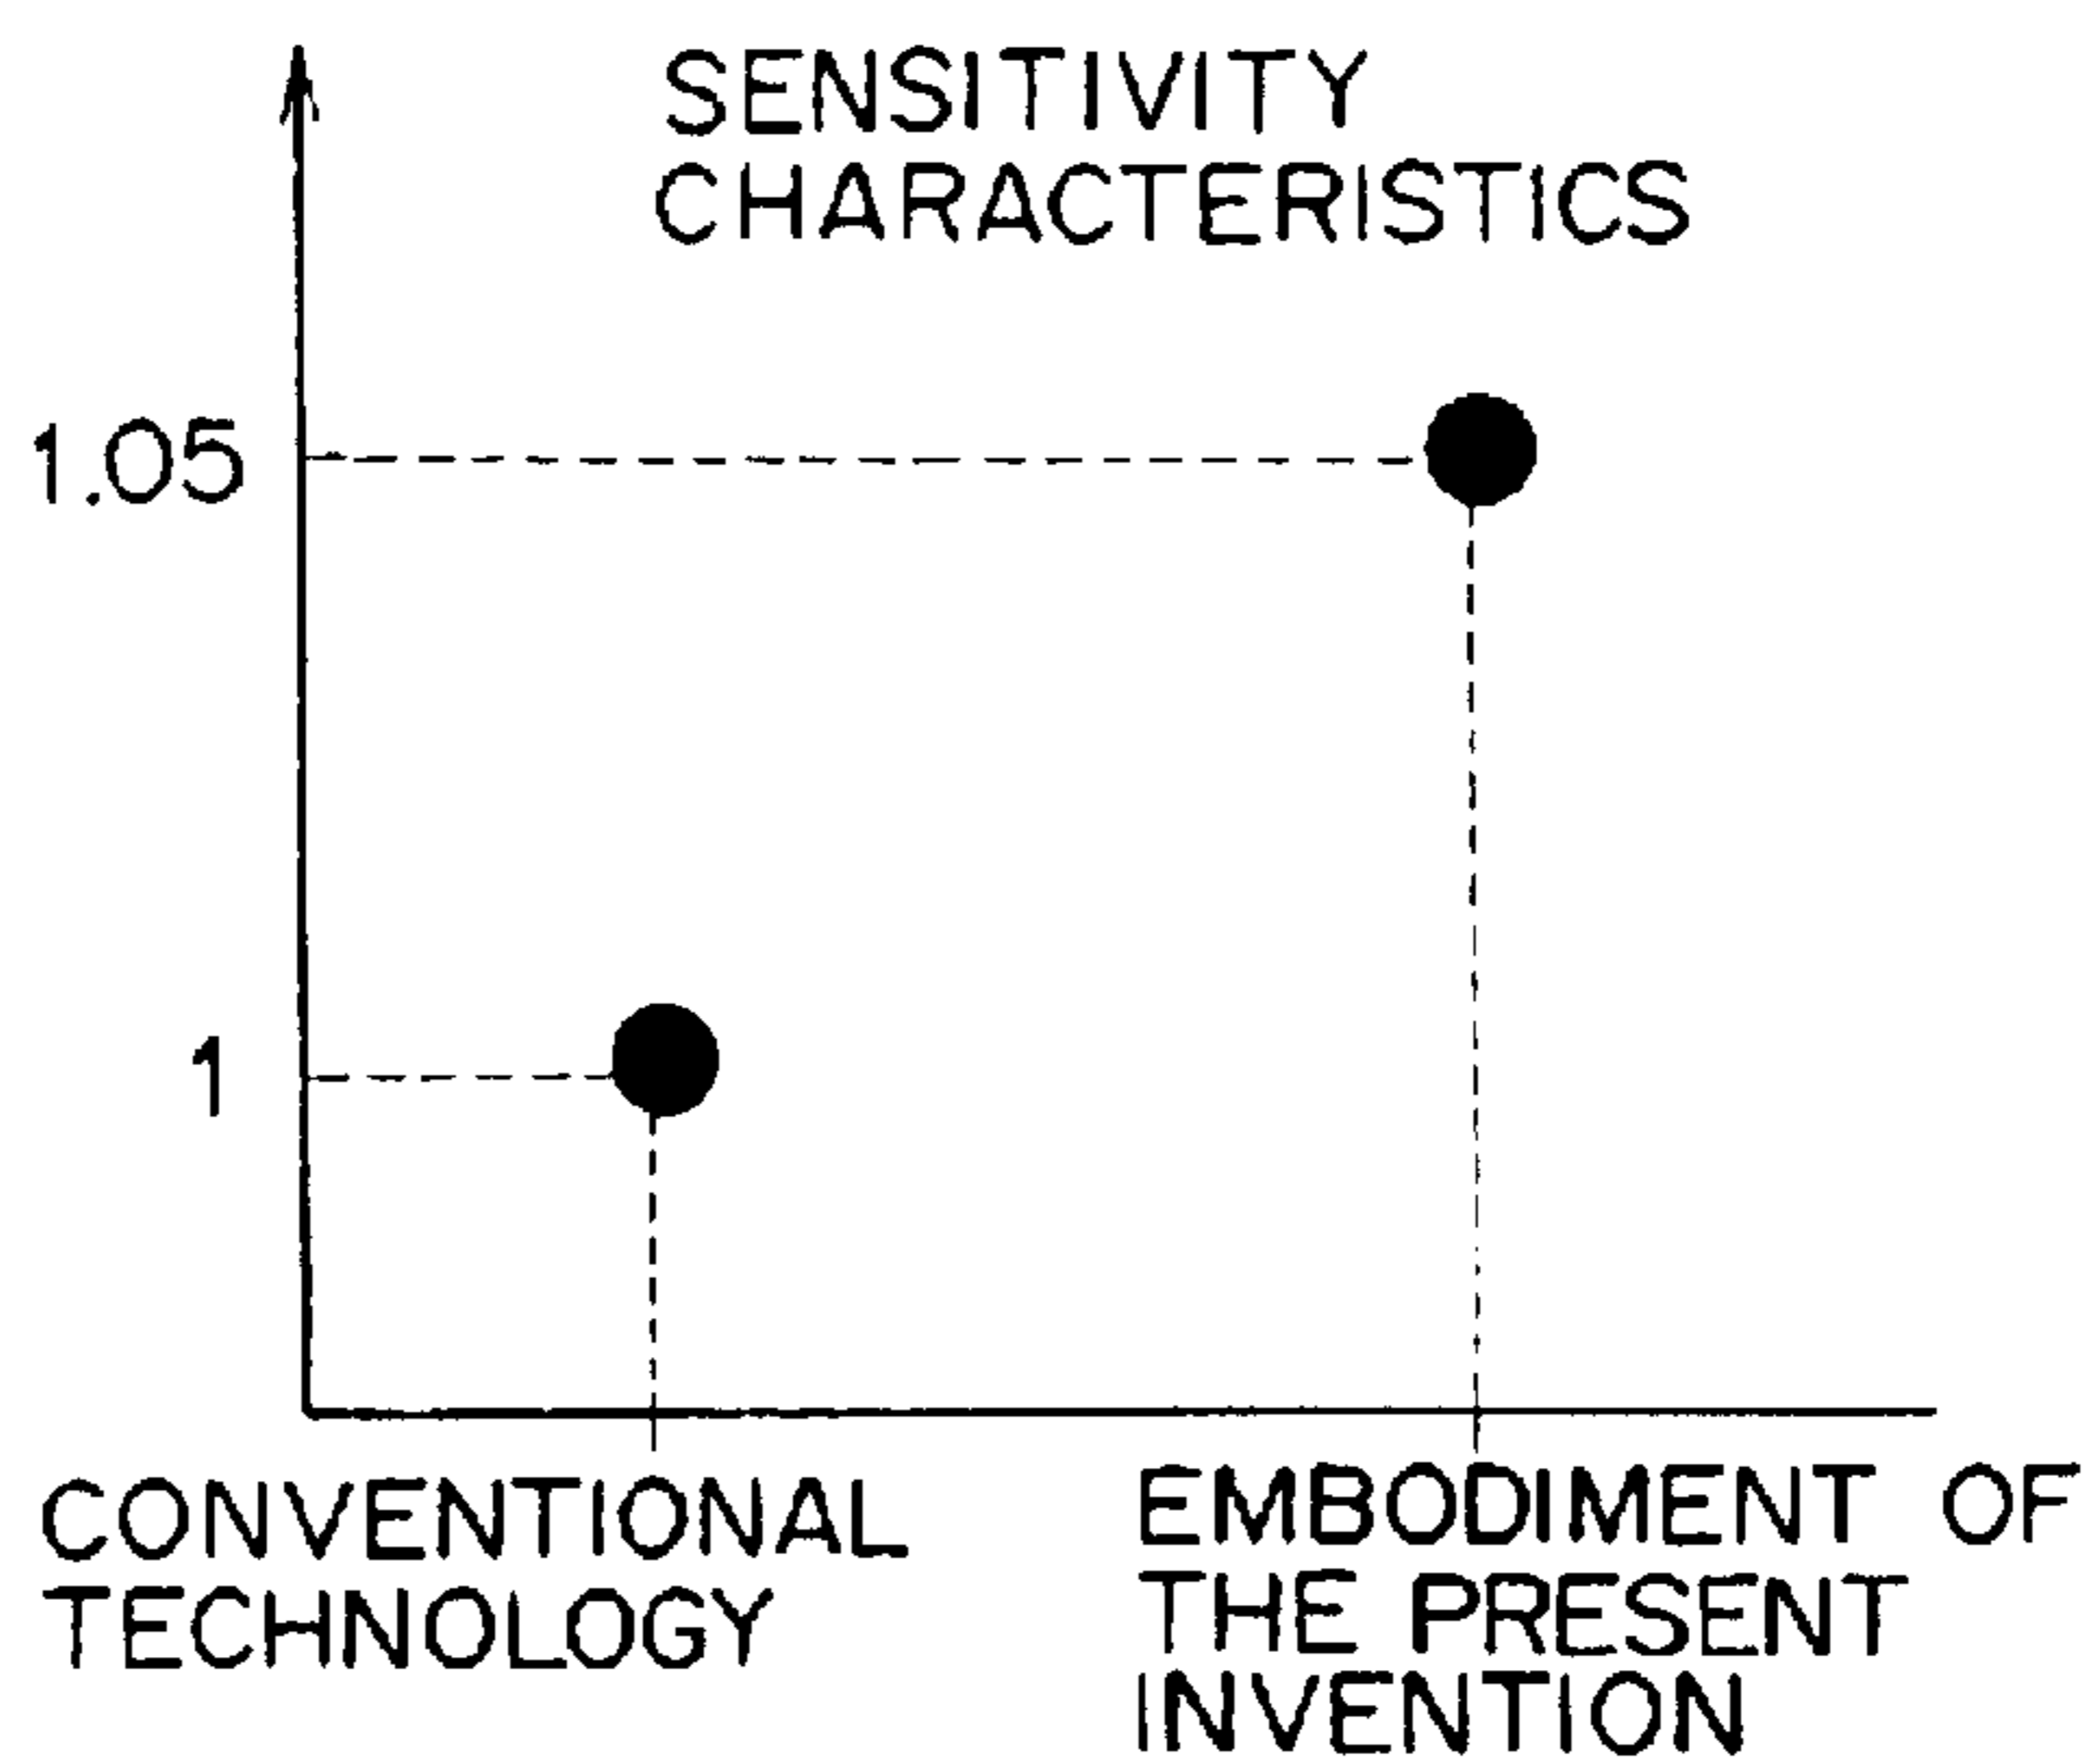 SENSITIVITY
CHARACTERISTICS
1.05
1
CONVENTIONAL
TECHNOLOGY
EMBODIMENT OF
THE PRESENT
INVENTION